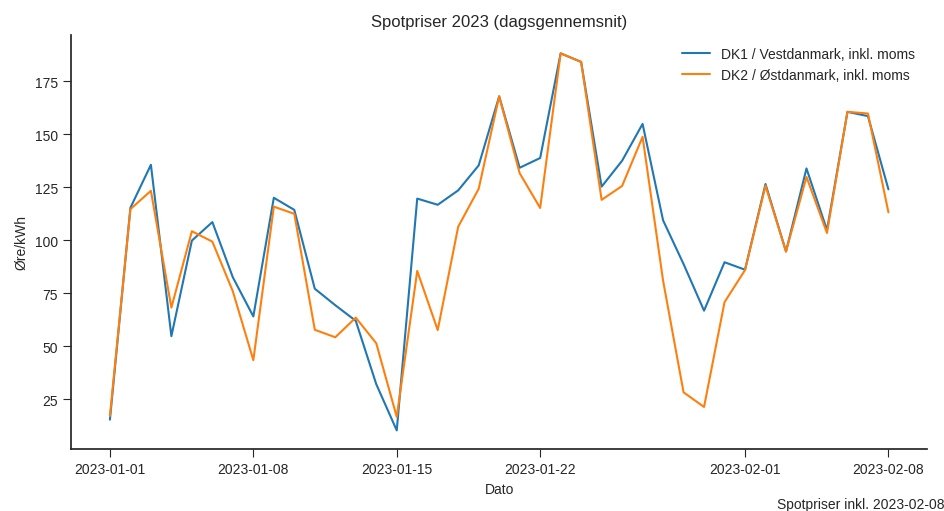 Spotpriser 2023 (dagsgennemsnit)
DK1 / Vestdanmark, inkl. moms
DK2 / Østdanmark, inkl. moms
Øre/kWh
175
150
125
100
75
50
25
2023-01-01
2023-01-08
2023-01-15
2023-01-22
2023-02-01
2023-02-08
Dato
Spotpriser inkl. 2023-02-08